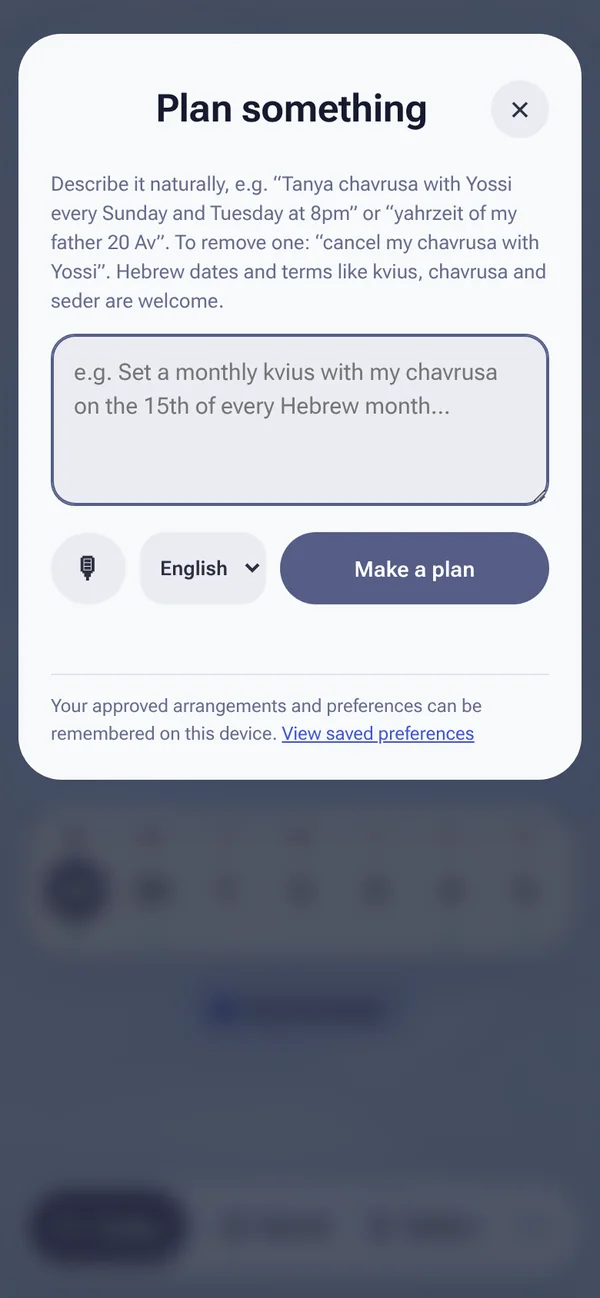 Plan something
Describe it naturally, e.g. “Tanya chavrusa with Yossi
every Sunday and Tuesday at 8pm” or “yahrzeit of my
father 20 Av”. To remove one: “cancel my chavrusa with
Yossi”. Hebrew dates and terms like kvius, chavrusa and
seder are welcome.
e.g. Set a monthly kvius with my chavrusa
on the 15th of every Hebrew month...
English
Make a plan
Your approved arrangements and preferences can be
remembered on this device. View saved preferences